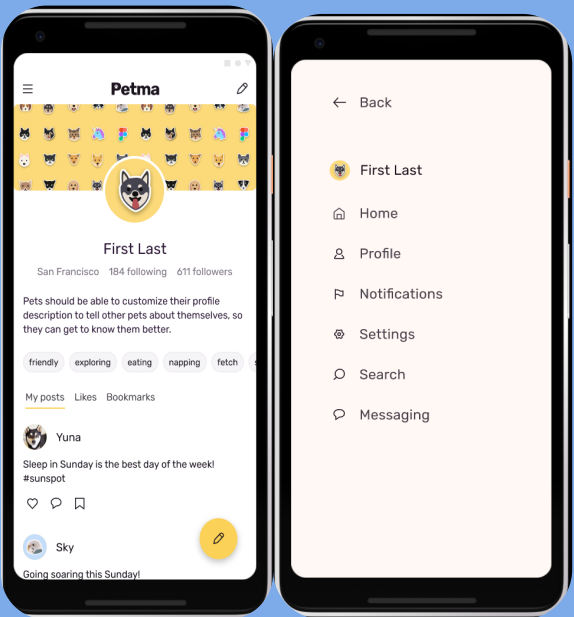 Petma
First Last
San Francisco 184 following 611 followers
Pets should be able to customize their profile
description to tell other pets about themselves, so
they can get to know them better.
friendly exploring eating napping fetch
My posts Likes Bookmarks
Yuna
Sleep in Sunday is the best day of the week!
#sunspot
Sky
Going soaring this Sunday!
Back
First Last
Home
Profile
Notifications
Settings
Search
Messaging